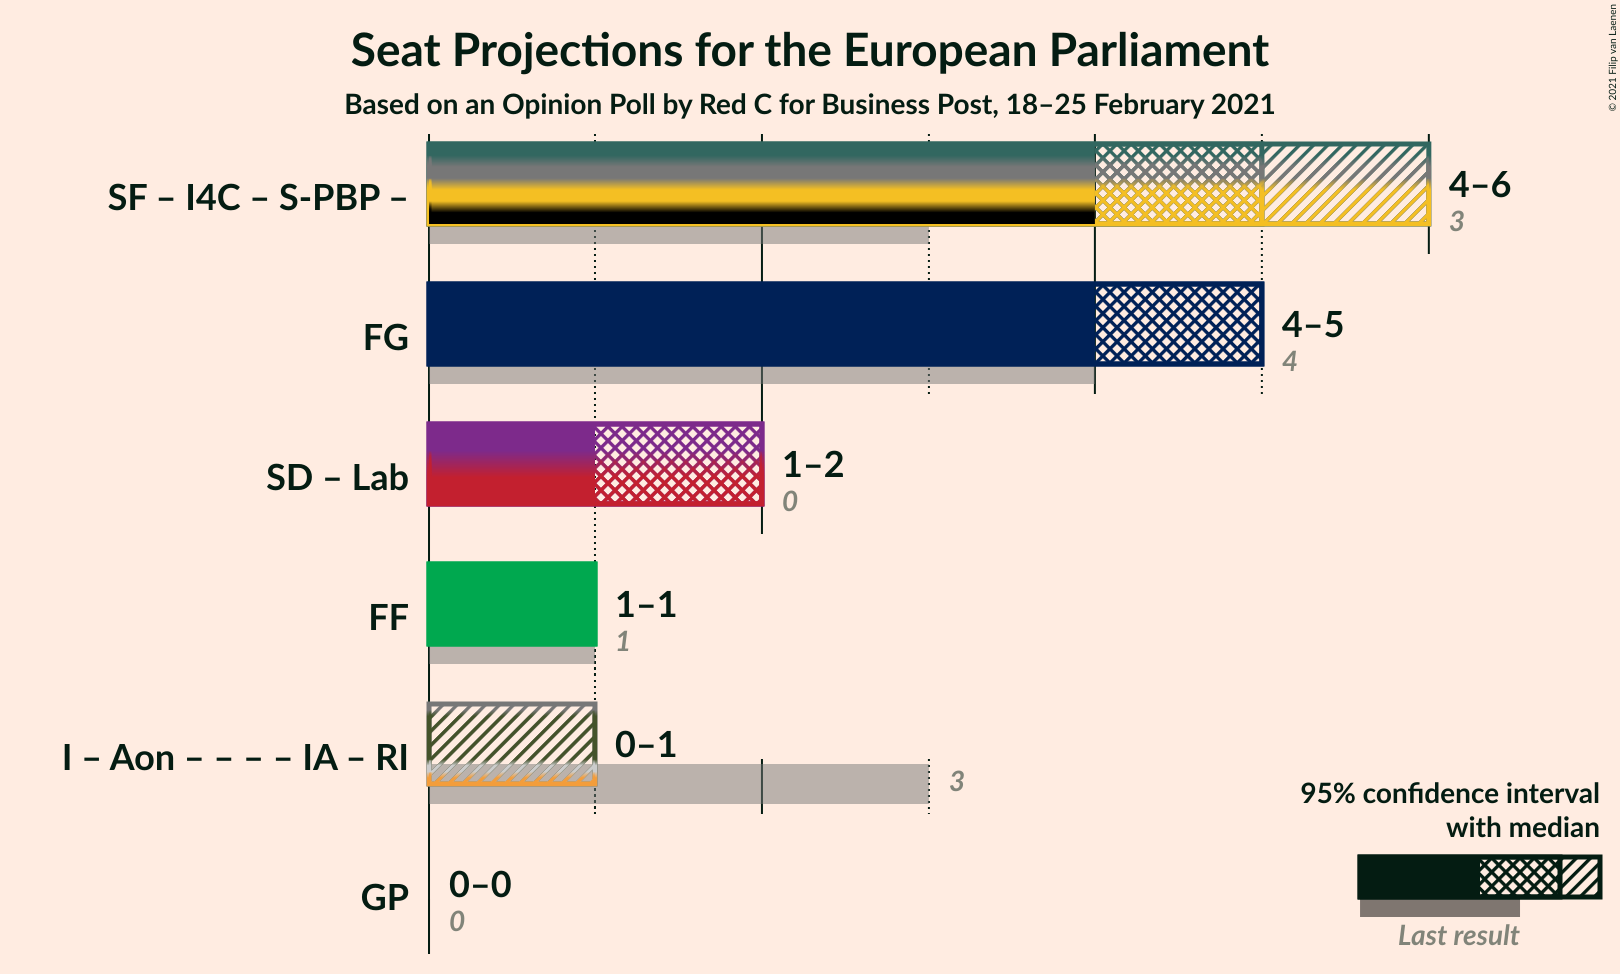 Seat Projections for the European Parliament
Based on an Opinion Poll by Red C for Business Post, 18–25 February 2021
© 2021 Filip van Laenen
SF – I4C – S-PBP –
4–6
3
FG
4–5
4
SD – Lab
1–2
0
FF
1–1
1
I – Aon – – – – IA – RI
0–1
3
GP
0–0
0
95% confidence interval
with median
Last result